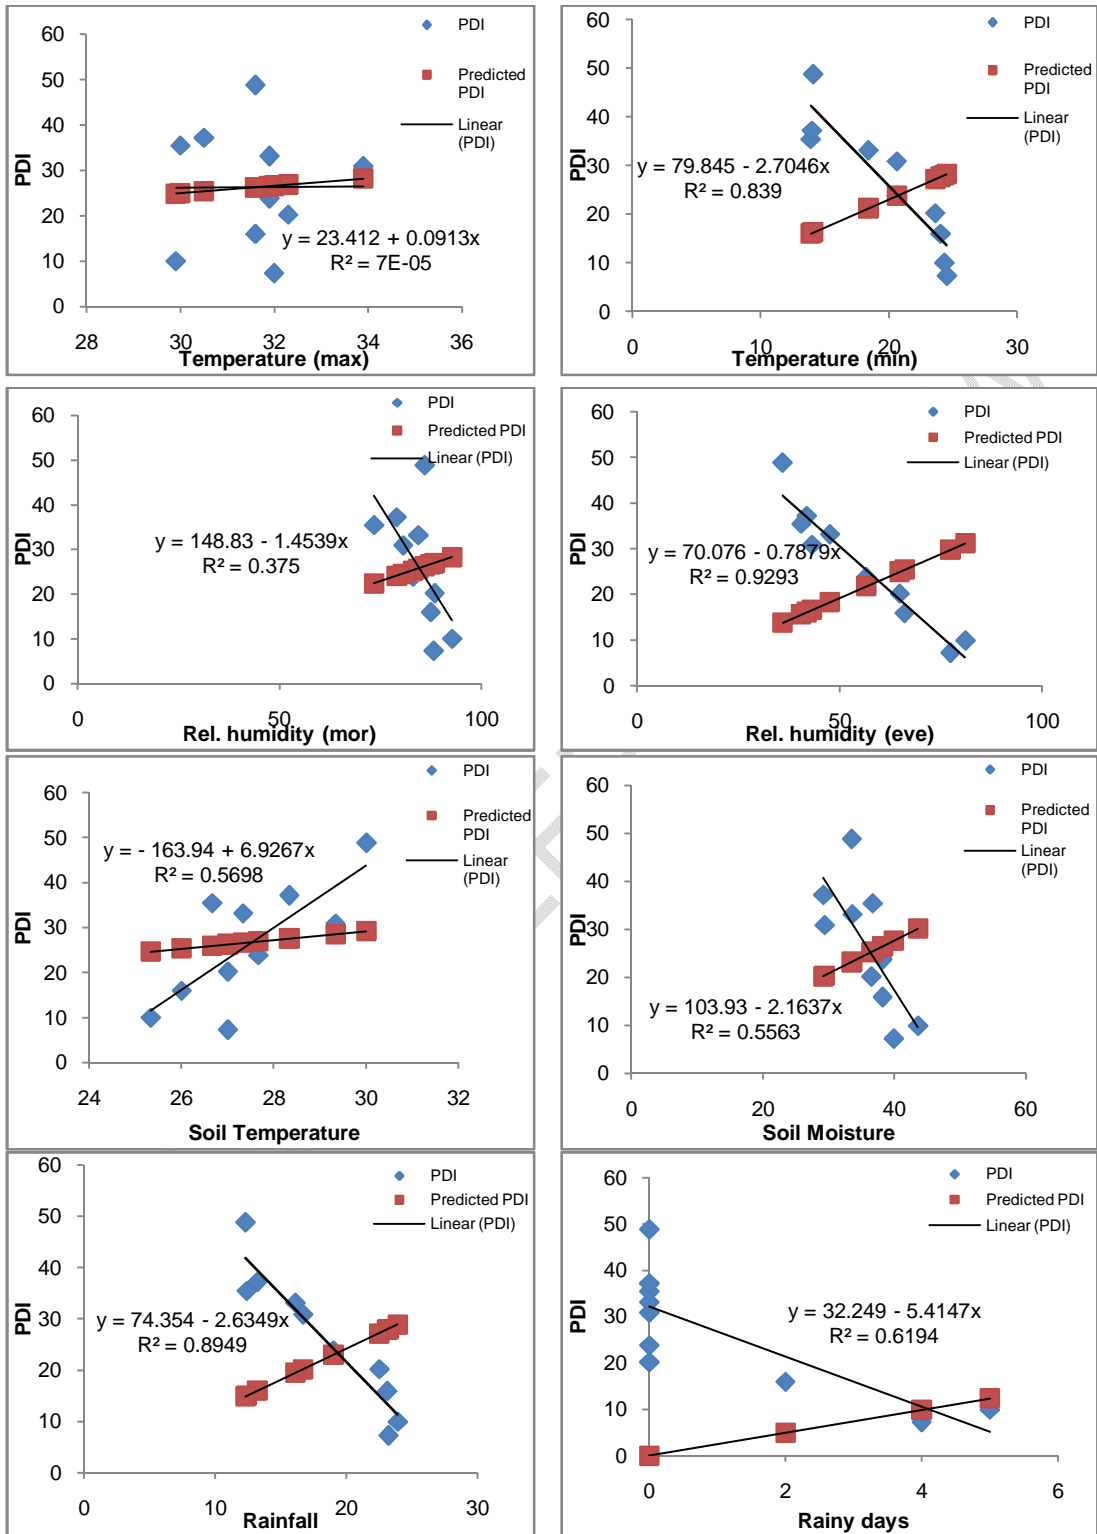 PDI
60
50
40
30
20
10
0
28
30
32
34
36
Temperature (max)
PDI
Predicted
PDI
Linear
(PDI)
y = 23.412 + 0.0913x
R² = 7E-05
PDI
60
50
40
30
20
10
0
0
10
20
30
Temperature (min)
PDI
Predicted
PDI
Linear
(PDI)
y = 79.845 - 2.7046x
R² = 0.839
PDI
60
50
40
30
20
10
0
0
50
100
Rel. humidity (mor)
PDI
Predicted PDI
Linear (PDI)
y = 148.83 - 1.4539x
R² = 0.375
PDI
60
50
40
30
20
10
0
0
50
100
Rel. humidity (eve)
PDI
Predicted PDI
Linear (PDI)
y = 70.076 - 0.7879x
R² = 0.9293
PDI
60
50
40
30
20
10
0
24
26
28
30
32
Soil Temperature
PDI
Predicted
PDI
Linear
(PDI)
y = - 163.94 + 6.9267x
R² = 0.5698
PDI
60
50
40
30
20
10
0
0
20
40
60
Soil Moisture
PDI
Predicted
PDI
Linear
(PDI)
y = 103.93 - 2.1637x
R² = 0.5563
PDI
60
50
40
30
20
10
0
0
10
20
30
Rainfall
PDI
Predicted PDI
Linear (PDI)
y = 74.354 - 2.6349x
R² = 0.8949
PDI
60
50
40
30
20
10
0
0
2
4
6
Rainy days
PDI
Predicted PDI
Linear (PDI)
y = 32.249 - 5.4147x
R² = 0.6194